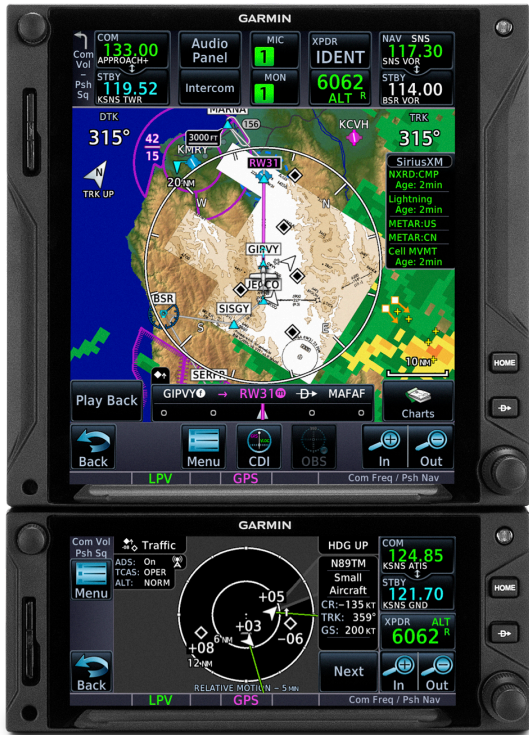 GARMIN
Com
Vol
–
Psh
Sq
COM
133.00
APPROACH+
STBY
119.52
KSNS TWR
Audio
Panel
Intercom
MIC
1
MON
1
XPDR
IDENT
6062
ALT R
NAV SNS
117.30
SNS VOR
STBY
114.00
BSR VOR
DTK
315°
N
TRK UP
42
15
MARNA
156
3000 FT
KMRY
20 NM
RW31
KCVH
TRK
315°
SiriusXM
NXRD:CMP
Age: 2min
Lightning
Age: 2min
METAR:US
METAR:CN
Cell MVMT
Age: 2min
W
N
GIPVY
JELCO
BSR
SISGY
S
E
SERFR
10 NM
HOME
Play Back
GIPVY f → RW31 m D MAFAF
Charts
Back
Menu
CDI
OBS
In
Out
LPV
GPS
Com Freq / Psh Nav
GARMIN
Com Vol
Psh Sq
Menu
Back
-00
Traffic
ADS: On
TCAS: OPER
ALT: NORM
+05
+03
-06
+08
6 NM
12 NM
RELATIVE MOTION – 5 MIN
HDG UP
N89TM
Small
Aircraft
CR:−135 KT
TRK: 359°
GS: 200 KT
Next
COM
124.85
KSNS ATIS
STBY
121.70
KSNS GND
XPDR ALT
6062 R
In
Out
HOME
D
LPV
GPS
Com Freq / Psh Nav